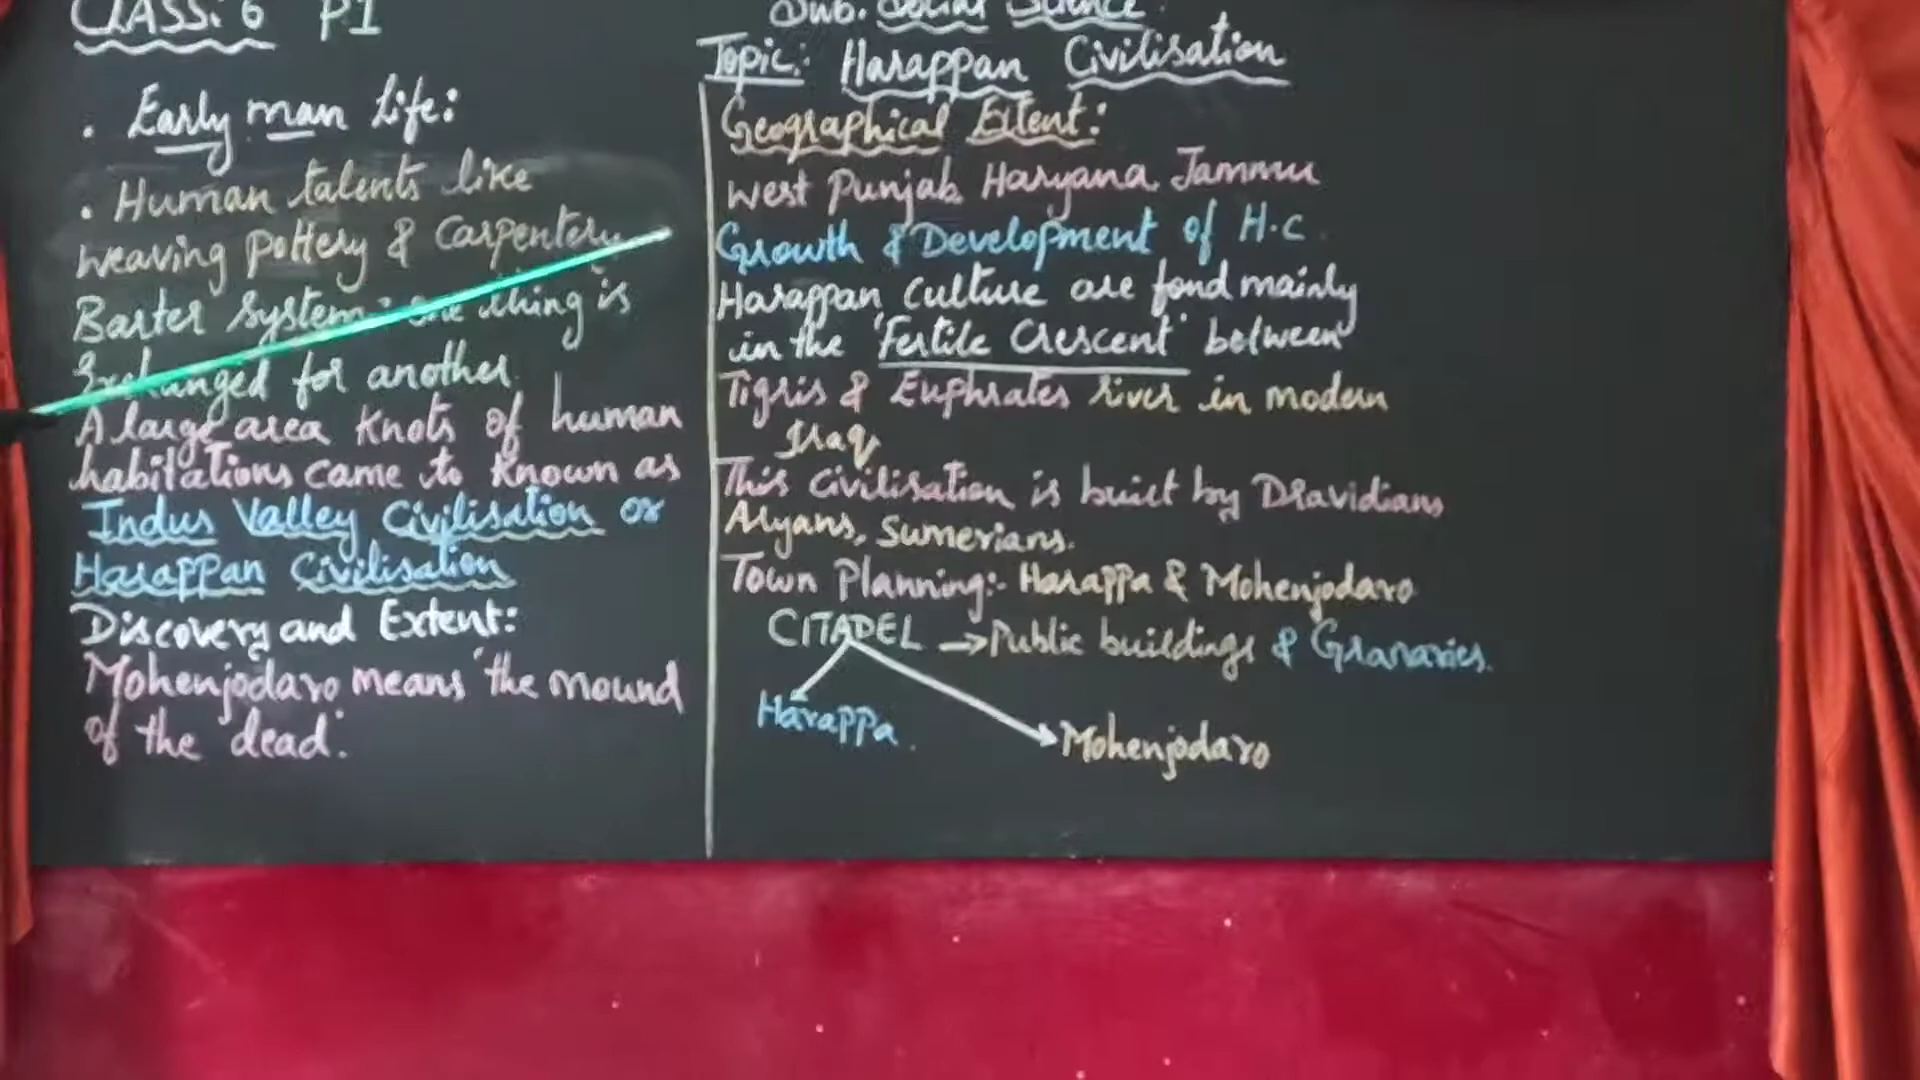 CLASS: 6 P1
Sub. Social Science
Topic: Harappan Civilisation
. Early man life:
. Human talents like
weaving pottery & Carpentery
Barter System: one thing is
Exchanged for another.
A large area Knots of human
habitations came to known as
Indus Valley Civilisation or
Harappan Civilisation
Discovery and Extent:
Mohenjodaro means 'the mound
of the dead'.
Geographical Extent:
West Punjab Haryana Jammu
Growth & Development of H.C
Harappan Culture are fond mainly
in the 'Fertile Crescent' between
Tigris & Euphrates river in modern
Iraq
This Civilisation is built by Dravidians
Aryans, Sumerians.
Town Planning:- Harappa & Mohenjodaro
CITADEL → Public buildings & Granaries.
Harappa.
Mohenjodaro